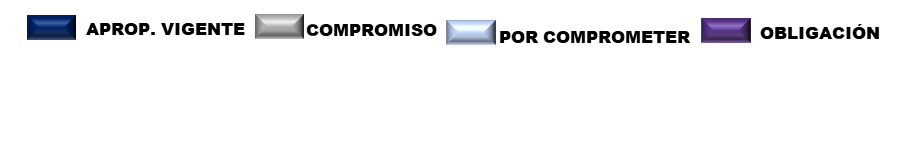 APROP. VIGENTE COMPROMISO POR COMPROMETER OBLIGACIÓN